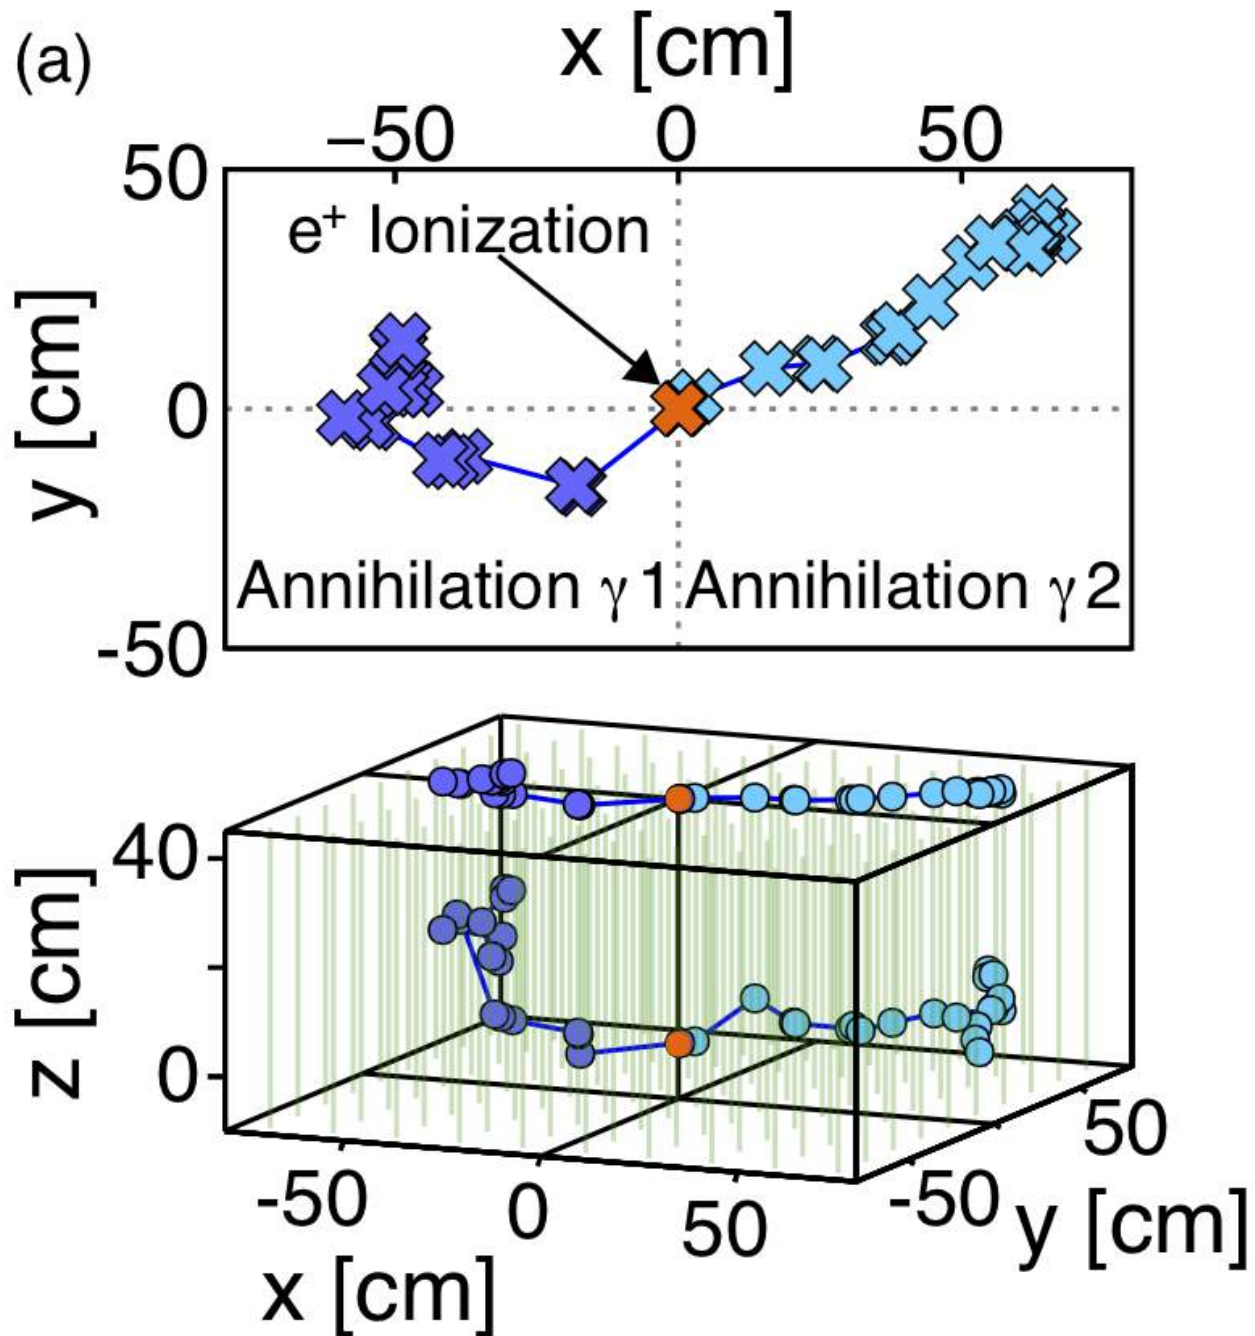 (a)
x [cm]
−50 0 50
50
e⁺ Ionization
y [cm]
0
Annihilation γ 1 Annihilation γ 2
-50
40
z [cm]
0
-50 0 50
x [cm]
-50 50
y [cm]